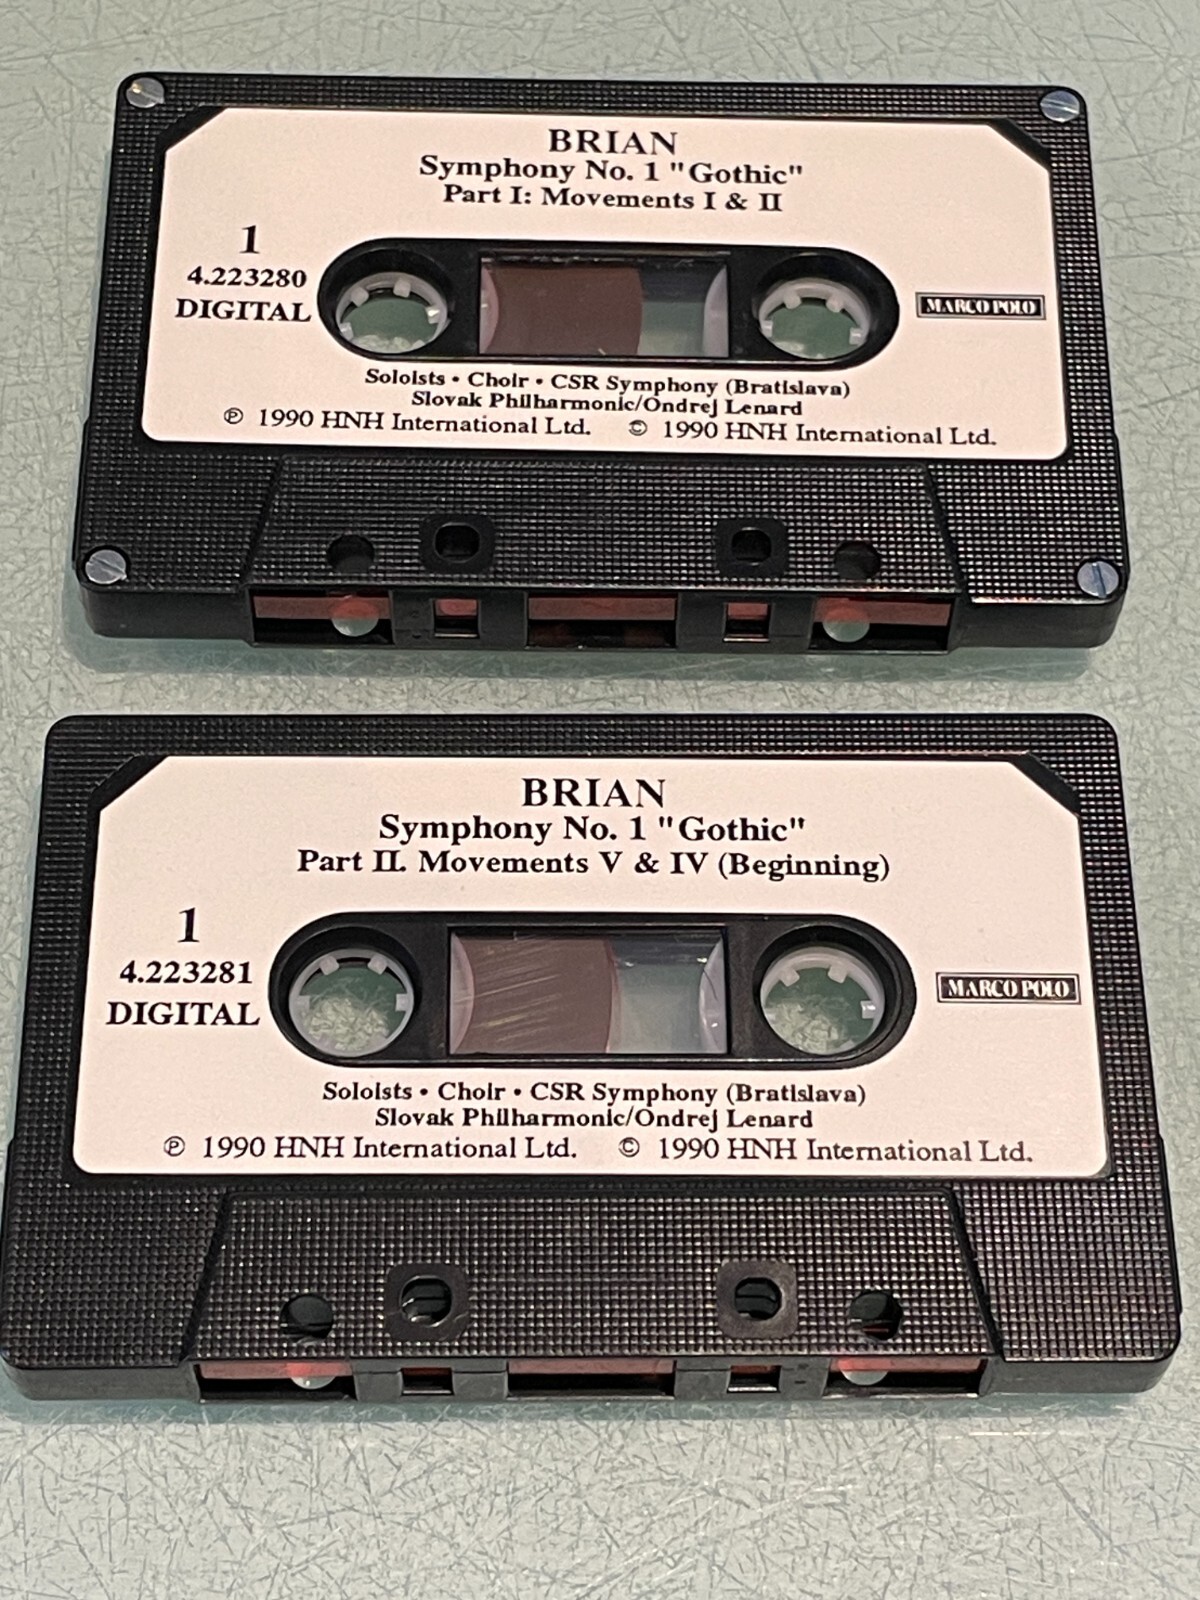 BRIAN
Symphony No. 1 "Gothic"
Part I: Movements I & II
1
4.223280
DIGITAL
MARCO POLO
Soloists • Choir • CSR Symphony (Bratislava)
Slovak Philharmonic/Ondrej Lenard
℗ 1990 HNH International Ltd. © 1990 HNH International Ltd.
BRIAN
Symphony No. 1 "Gothic"
Part II. Movements V & IV (Beginning)
1
4.223281
DIGITAL
MARCO POLO
Soloists • Choir • CSR Symphony (Bratislava)
Slovak Philharmonic/Ondrej Lenard
℗ 1990 HNH International Ltd. © 1990 HNH International Ltd.